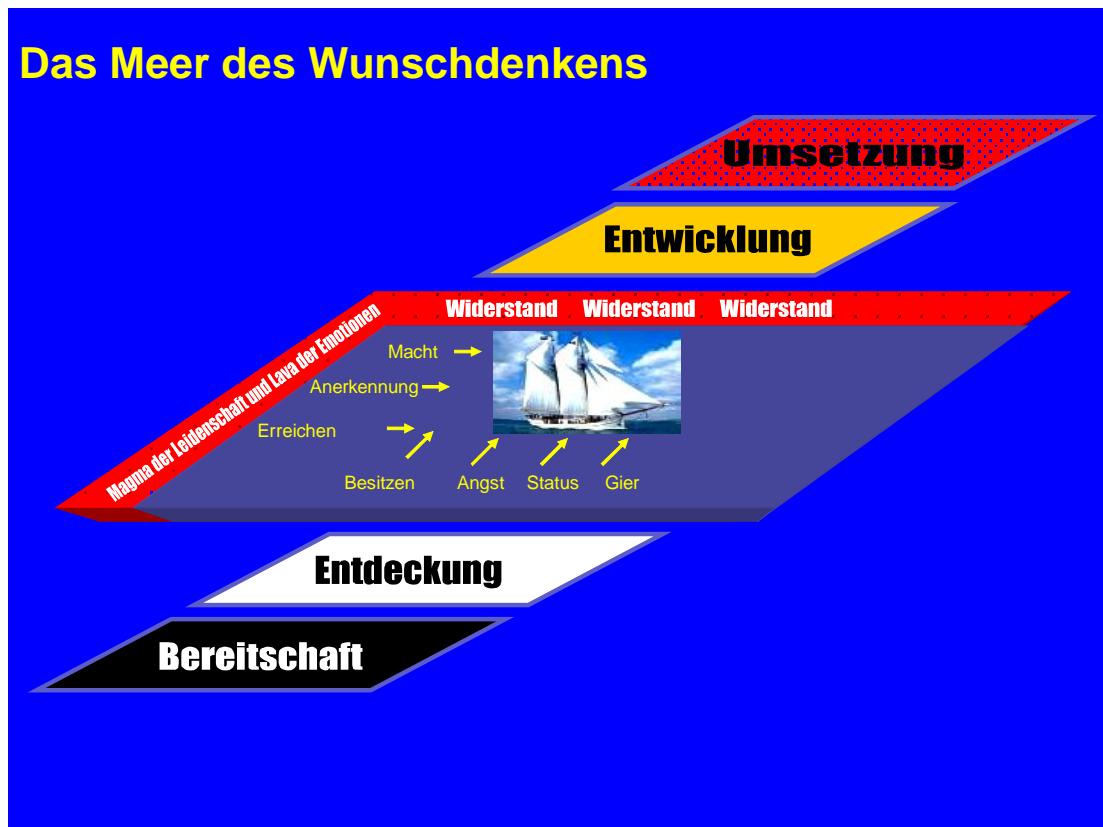 Das Meer des Wunschdenkens
Umsetzung
Entwicklung
Widerstand Widerstand Widerstand
Magma der Leidenschaft und Lava der Emotionen
Macht
Anerkennung
Erreichen
Besitzen Angst Status Gier
Entdeckung
Bereitschaft